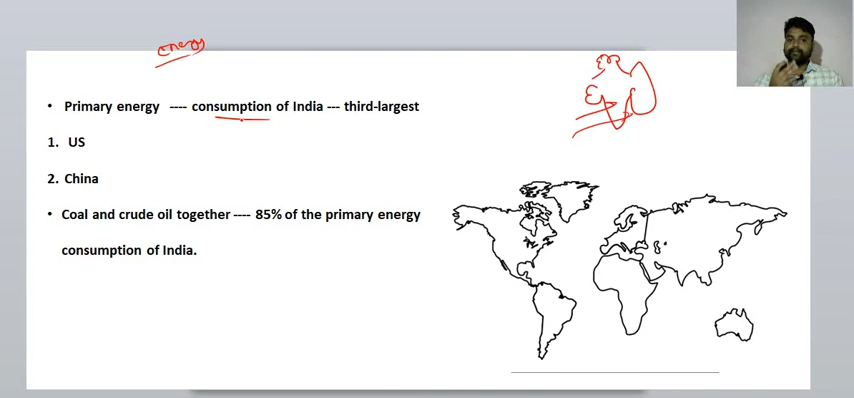 energy
• Primary energy ---- consumption of India --- third-largest
1. US
2. China
• Coal and crude oil together ---- 85% of the primary energy
consumption of India.